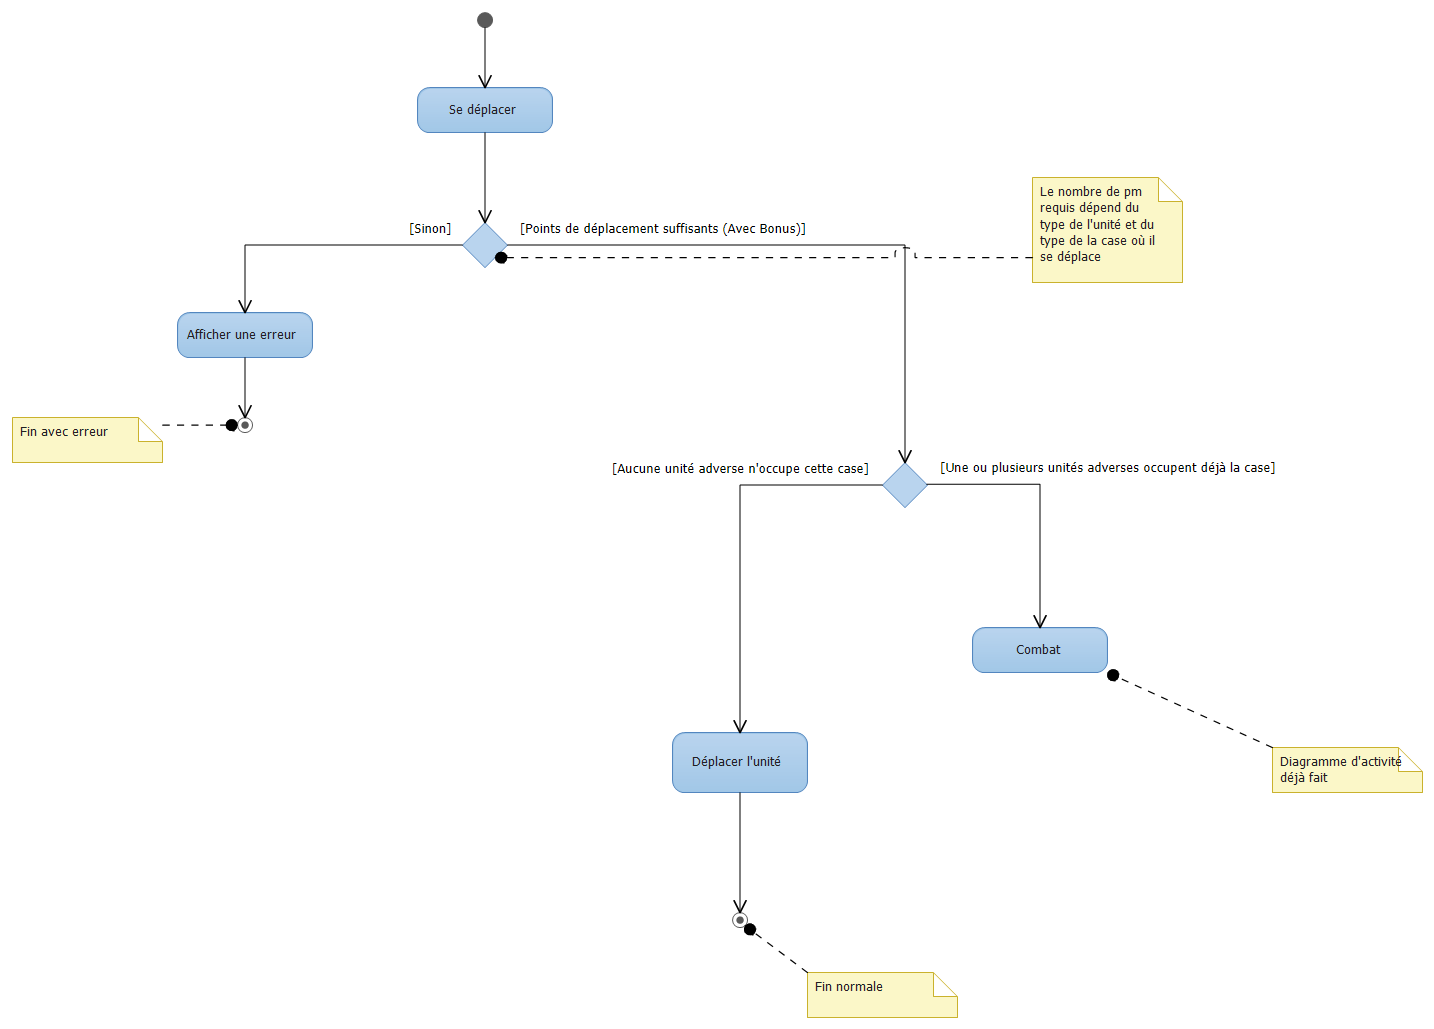 Se déplacer
Le nombre de pm
requis dépend du
type de l'unité et du
type de la case où il
se déplace
[Sinon]
[Points de déplacement suffisants (Avec Bonus)]
Afficher une erreur
Fin avec erreur
[Aucune unité adverse n'occupe cette case]
[Une ou plusieurs unités adverses occupent déjà la case]
Combat
Déplacer l'unité
Diagramme d'activité
déjà fait
Fin normale